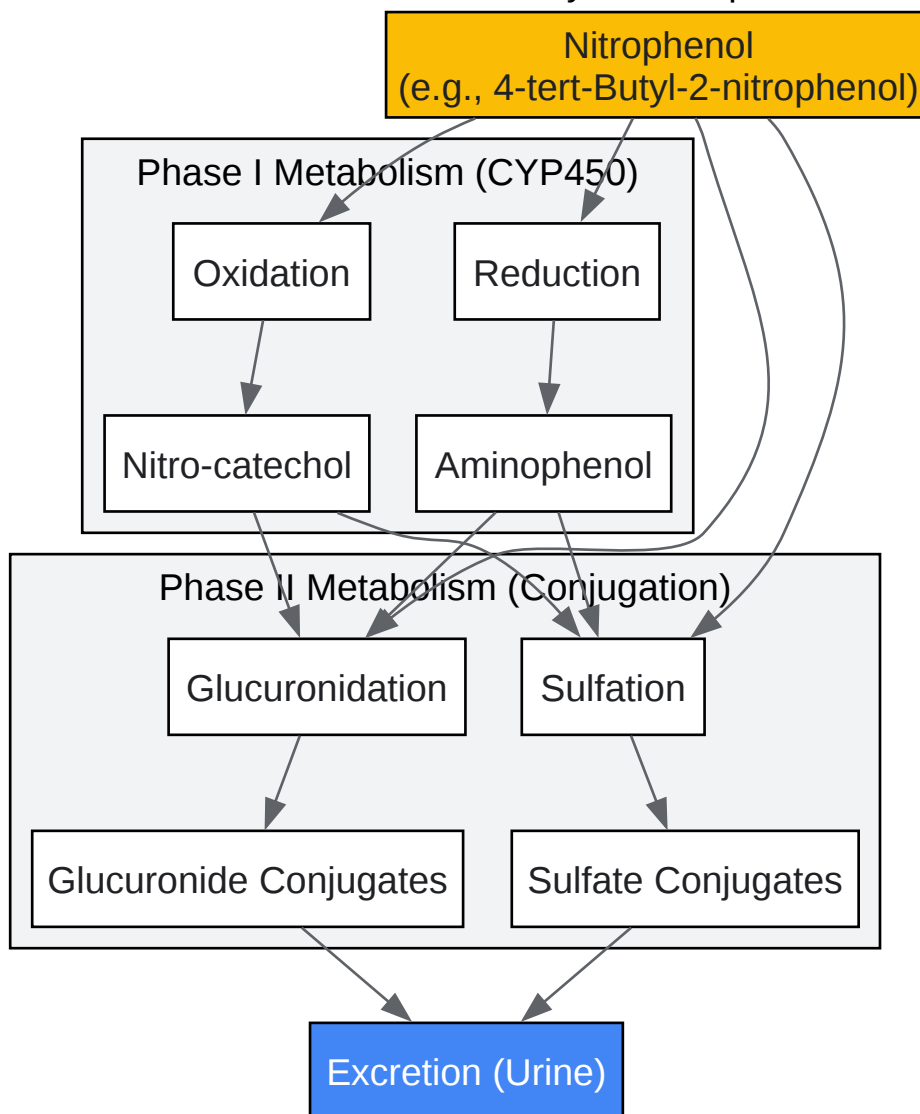 Nitrophenol
(e.g., 4-tert-Butyl-2-nitrophenol)
Phase I Metabolism (CYP450)
Oxidation
Reduction
Nitro-catechol
Aminophenol
Phase II Metabolism (Conjugation)
Glucuronidation
Sulfation
Glucuronide Conjugates
Sulfate Conjugates
Excretion (Urine)